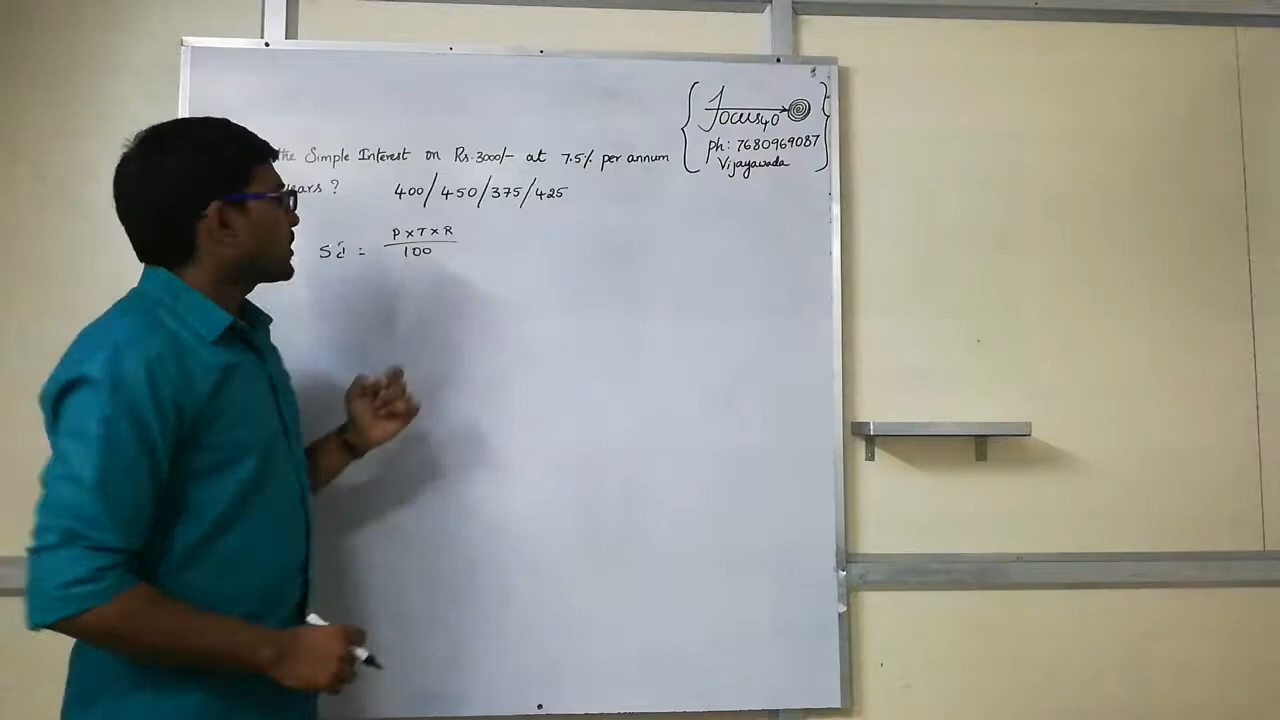 the Simple Interest on Rs.3000/- at 7.5% per annum
years ? 400/450/375/425
Si = P×T×R
100
Focus40
ph: 7680969087
Vijayawada